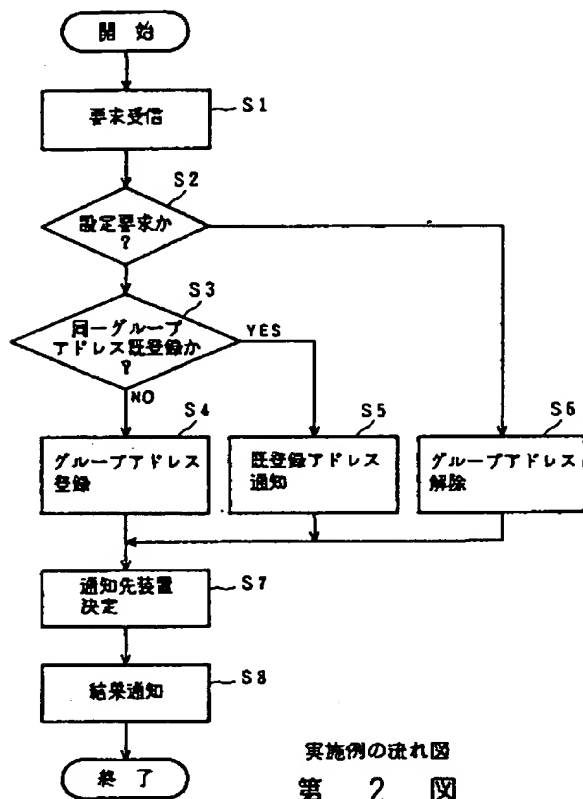 開始
要求受信
S1
S2
設定要求か
?
S3
同一グループ
アドレス既登録か
?
YES
NO
S4
グループアドレス
登録
S5
既登録アドレス
通知
S6
グループアドレス
解除
通知先装置
決定
S7
結果通知
S8
終了
実施例の流れ図
第 2 図